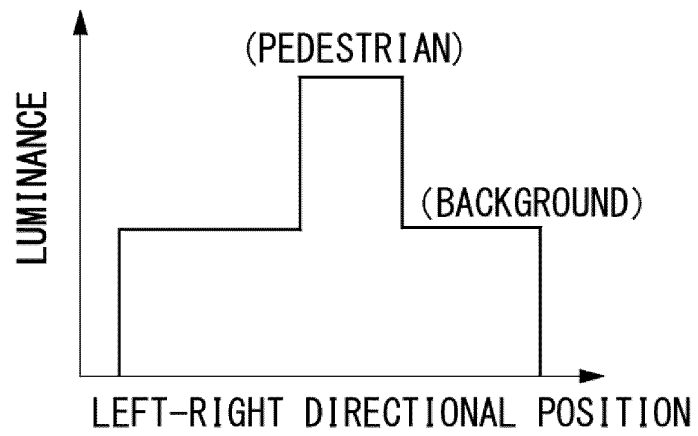 (PEDESTRIAN)
LUMINANCE
(BACKGROUND)
LEFT-RIGHT DIRECTIONAL POSITION